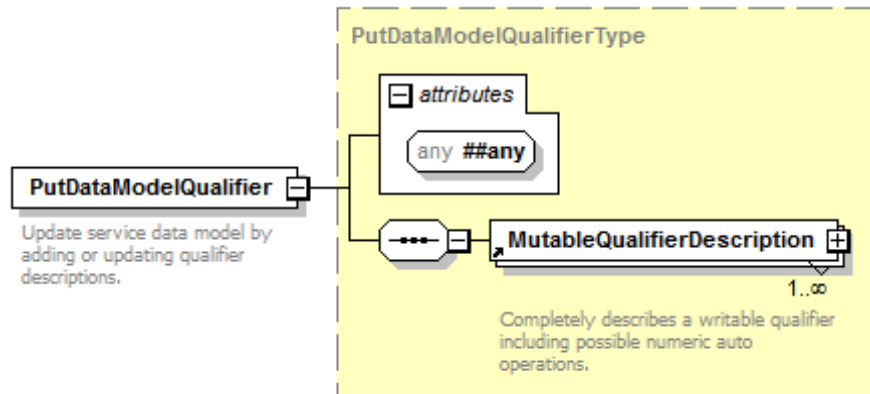 PutDataModelQualifierType
attributes
any ##any
PutDataModelQualifier
Update service data model by
adding or updating qualifier
descriptions.
MutableQualifierDescription
1..∞
Completely describes a writable qualifier
including possible numeric auto
operations.